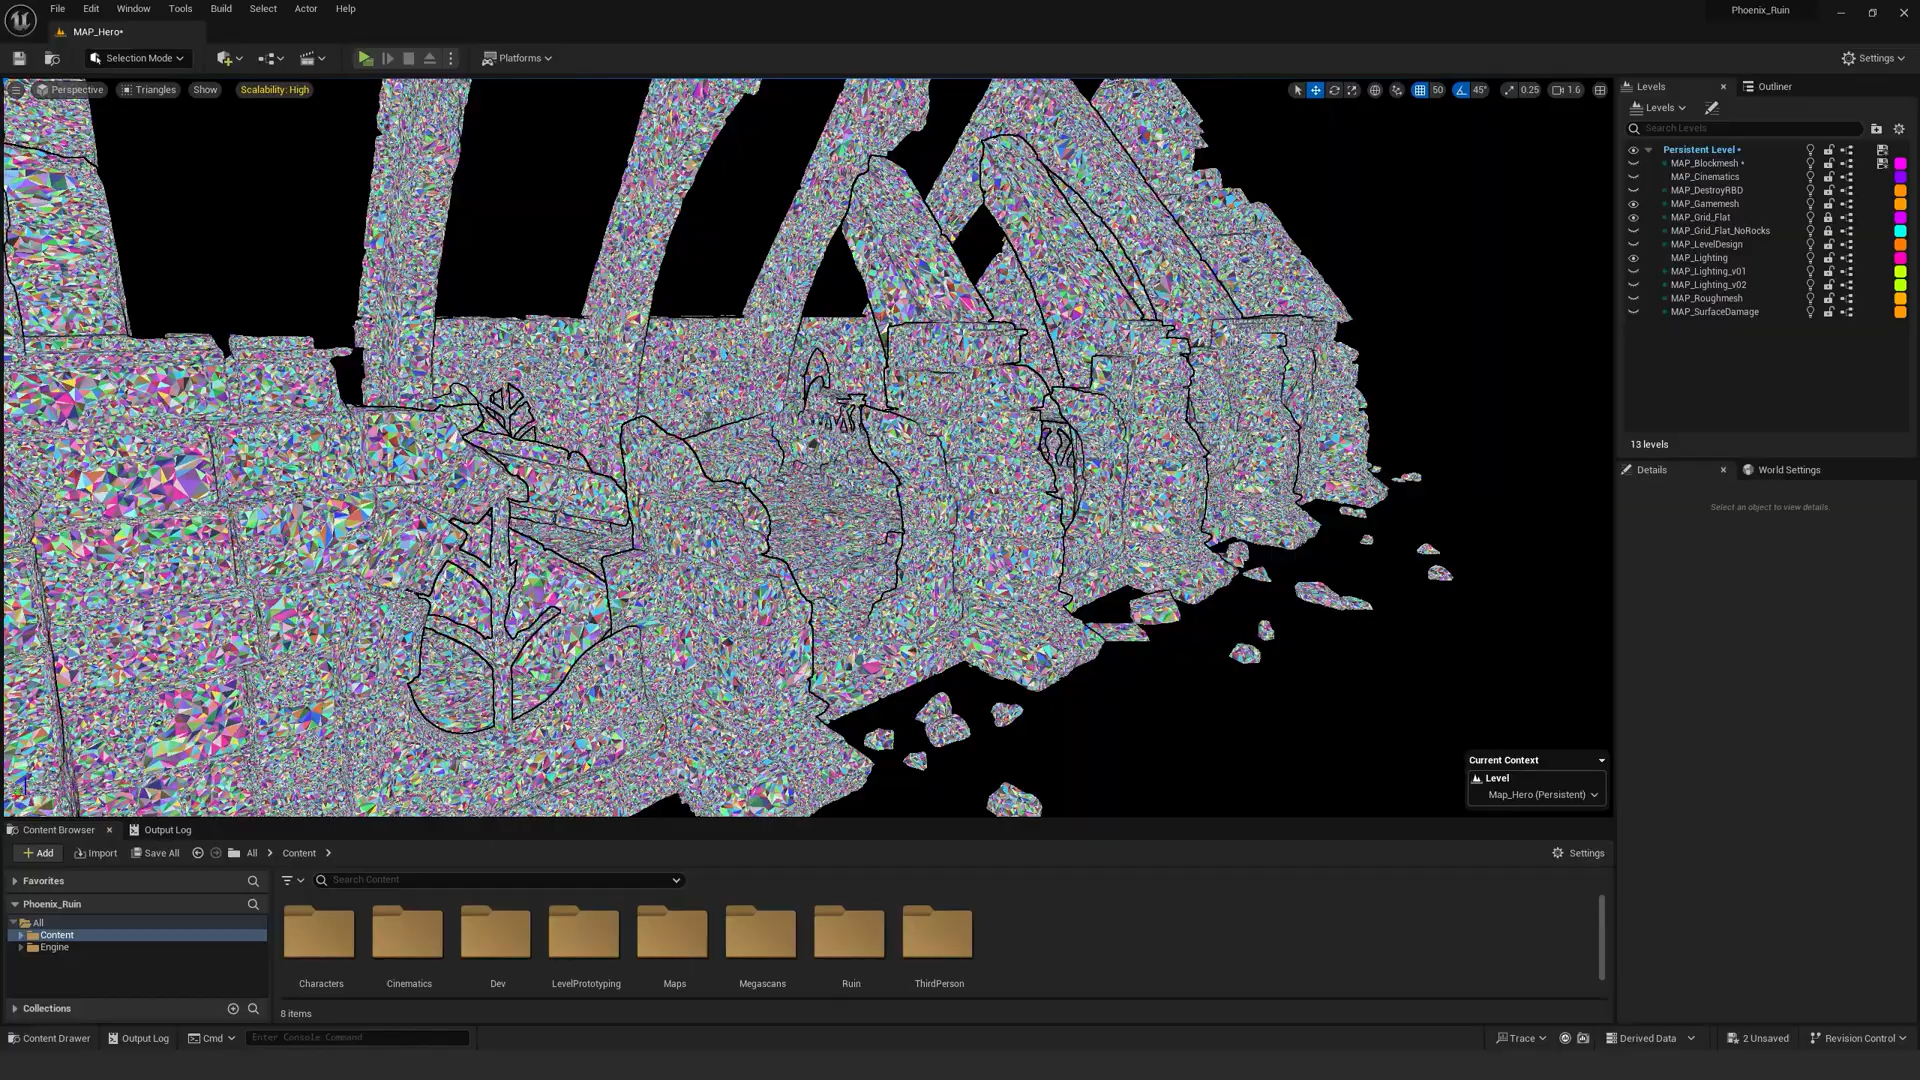 File Edit Window Tools Build Select Actor Help
Phoenix_Ruin
MAP_Hero•
Selection Mode
Platforms
Settings
Perspective Triangles Show Scalability: High
50 45° 0.25 1.6
Levels Outliner
Levels
Search Levels
Persistent Level •
MAP_Blockmesh •
MAP_Cinematics
MAP_DestroyRBD
MAP_Gamemesh
MAP_Grid_Flat
MAP_Grid_Flat_NoRocks
MAP_LevelDesign
MAP_Lighting
MAP_Lighting_v01
MAP_Lighting_v02
MAP_Roughmesh
MAP_SurfaceDamage
13 levels
Details World Settings
Select an object to view details.
Current Context
Level
Map_Hero (Persistent)
Content Browser Output Log
Add Import Save All All Content Settings
Favorites
Search Content
Phoenix_Ruin
All
Content
Engine
Characters Cinematics Dev LevelPrototyping Maps Megascans Ruin ThirdPerson
Collections
8 items
Content Drawer Output Log Cmd Enter Console Command Trace Derived Data 2 Unsaved Revision Control